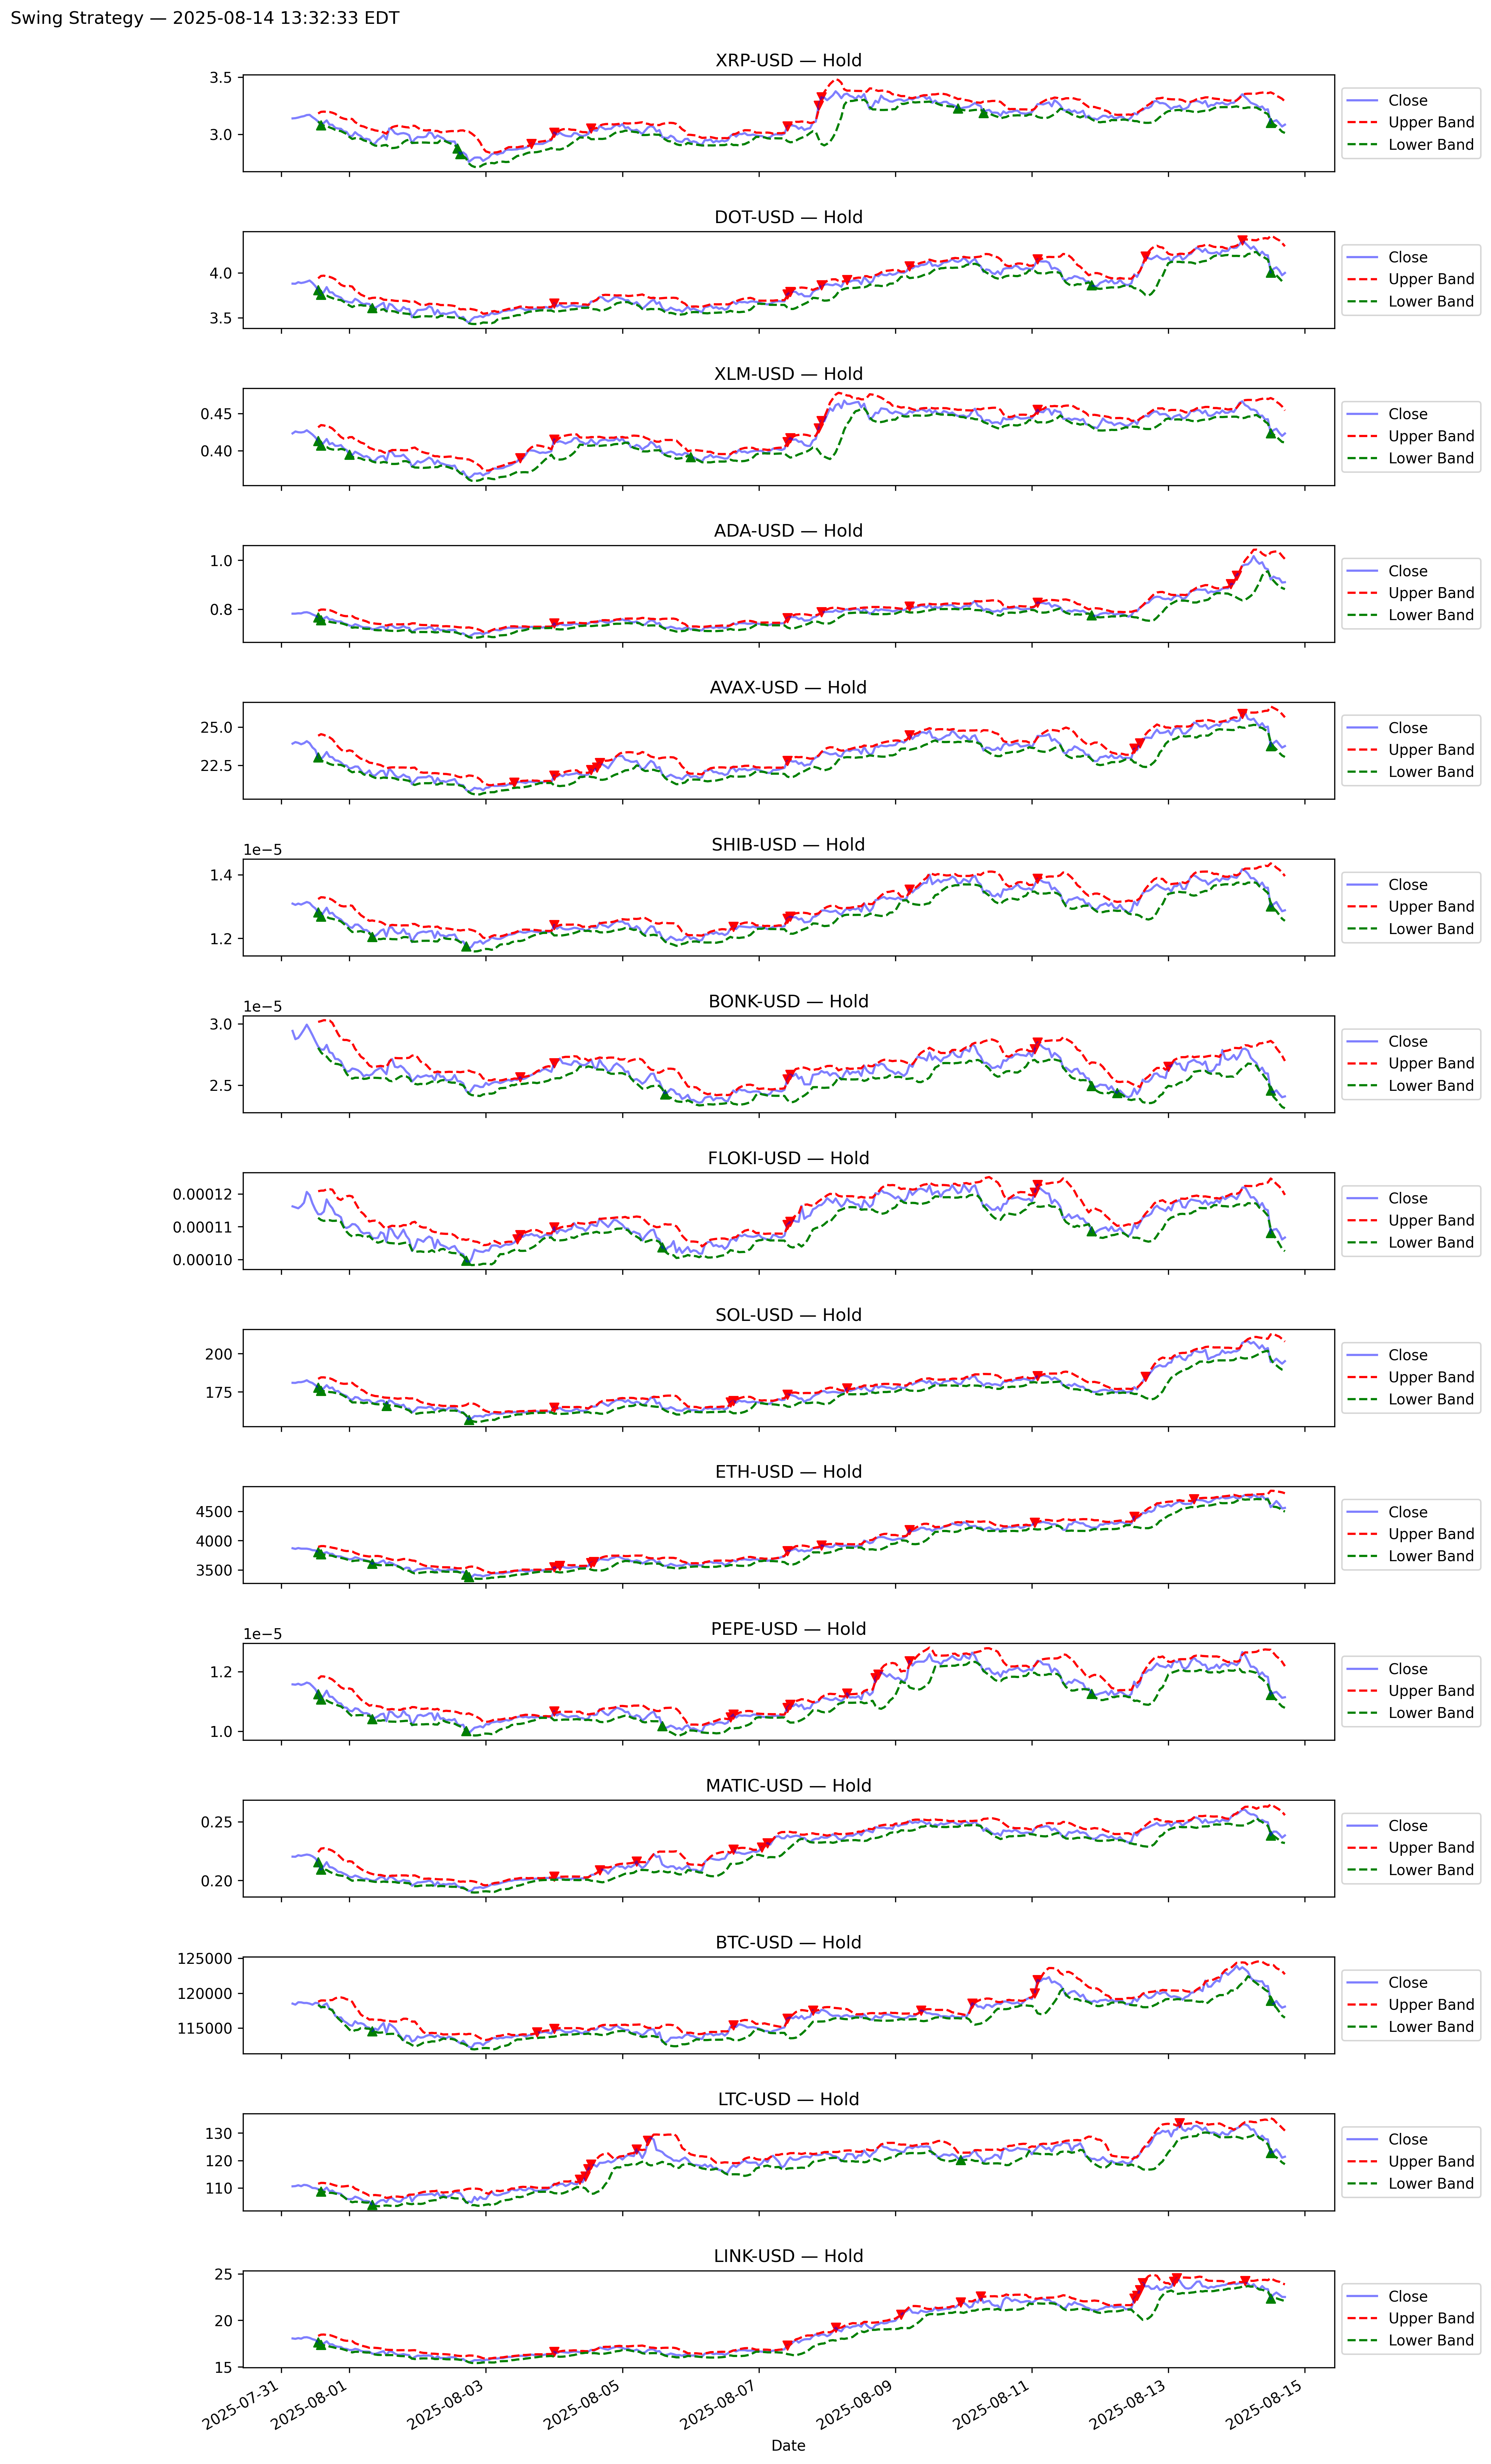 Swing Strategy — 2025-08-14 13:32:33 EDT
XRP-USD — Hold
3.5
3.0
Close
Upper Band
Lower Band
DOT-USD — Hold
4.0
3.5
Close
Upper Band
Lower Band
XLM-USD — Hold
0.45
0.40
Close
Upper Band
Lower Band
ADA-USD — Hold
1.0
0.8
Close
Upper Band
Lower Band
AVAX-USD — Hold
25.0
22.5
Close
Upper Band
Lower Band
SHIB-USD — Hold
1e−5
1.4
1.2
Close
Upper Band
Lower Band
BONK-USD — Hold
1e−5
3.0
2.5
Close
Upper Band
Lower Band
FLOKI-USD — Hold
0.00012
0.00011
0.00010
Close
Upper Band
Lower Band
SOL-USD — Hold
200
175
Close
Upper Band
Lower Band
ETH-USD — Hold
4500
4000
3500
Close
Upper Band
Lower Band
PEPE-USD — Hold
1e−5
1.2
1.0
Close
Upper Band
Lower Band
MATIC-USD — Hold
0.25
0.20
Close
Upper Band
Lower Band
BTC-USD — Hold
125000
120000
115000
Close
Upper Band
Lower Band
LTC-USD — Hold
130
120
110
Close
Upper Band
Lower Band
LINK-USD — Hold
25
20
15
Close
Upper Band
Lower Band
2025-07-31
2025-08-01
2025-08-03
2025-08-05
2025-08-07
2025-08-09
2025-08-11
2025-08-13
2025-08-15
Date